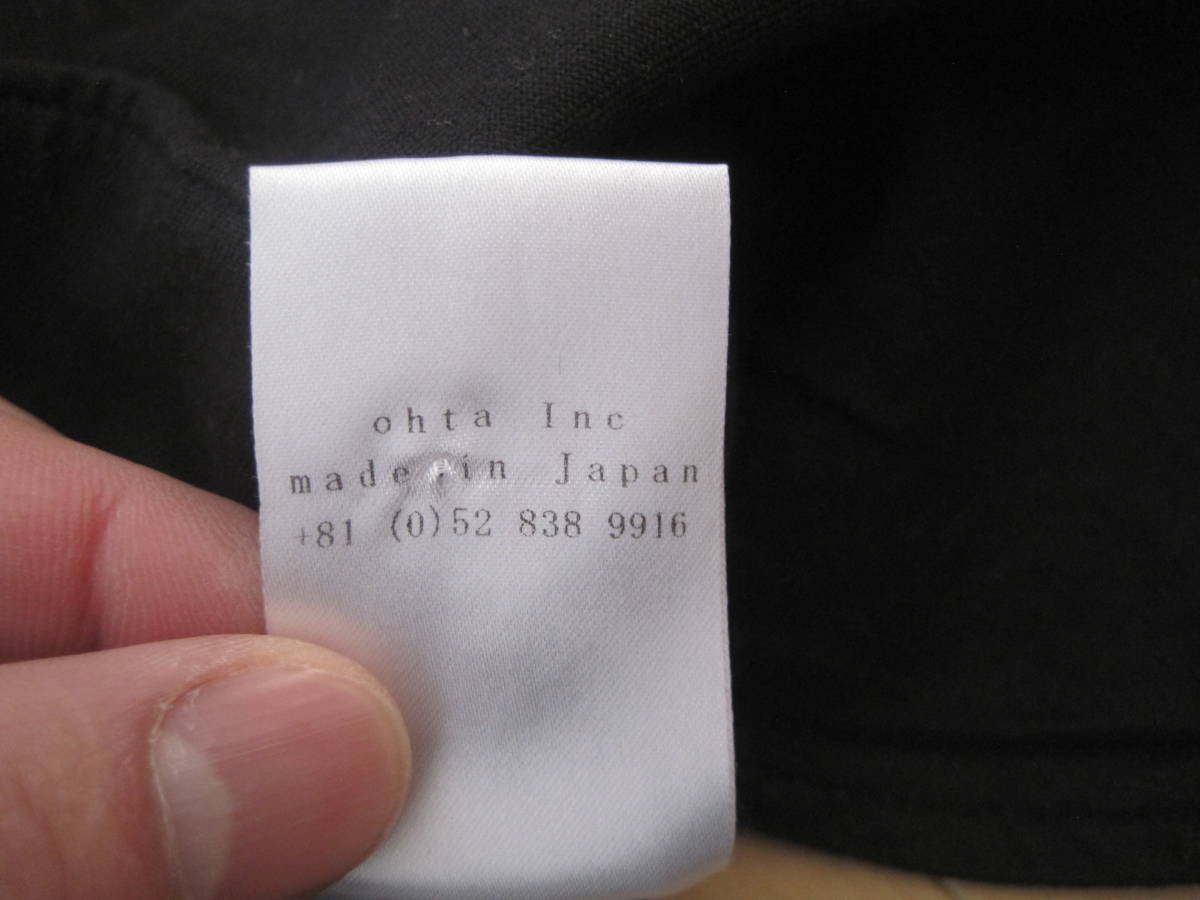 ohta Inc
made in Japan
+81 (0)52 838 9916